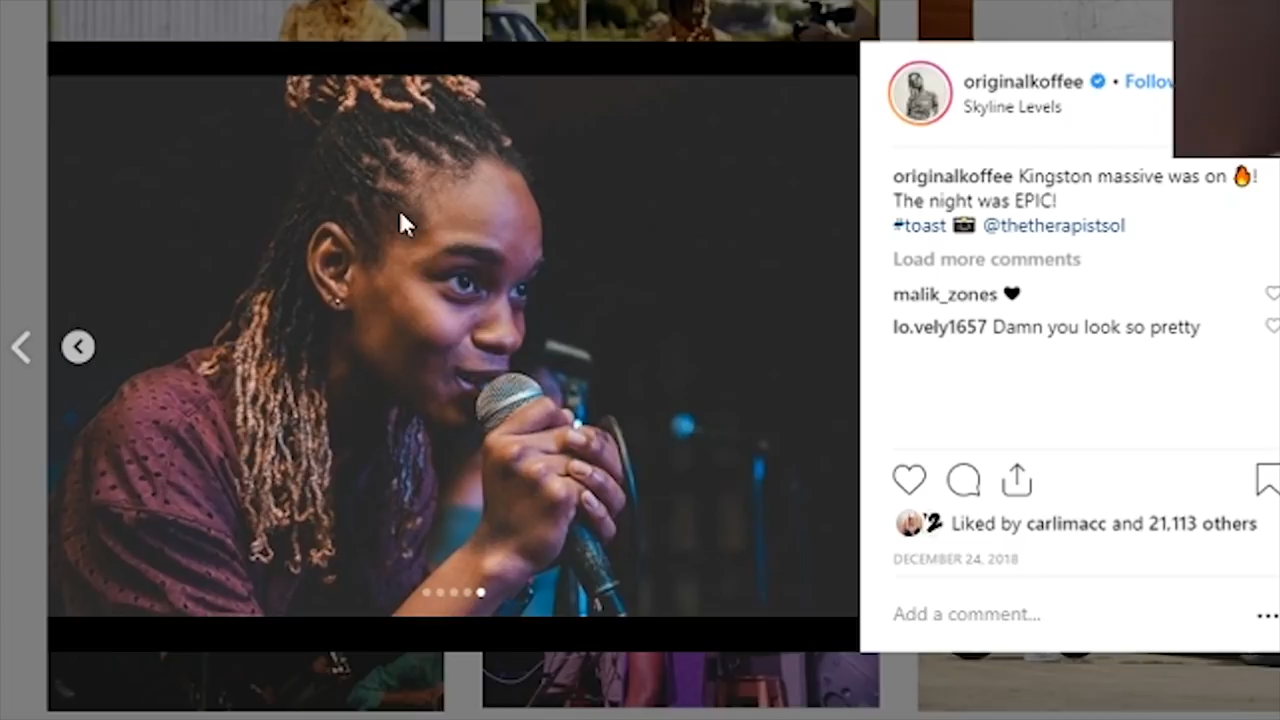 originalkoffee • Follow
Skyline Levels
originalkoffee Kingston massive was on 🔥!
The night was EPIC!
#toast 📸 @thetherapistsol
Load more comments
malik_zones 🖤
lo.vely1657 Damn you look so pretty
Liked by carlimacc and 21,113 others
DECEMBER 24, 2018
Add a comment...